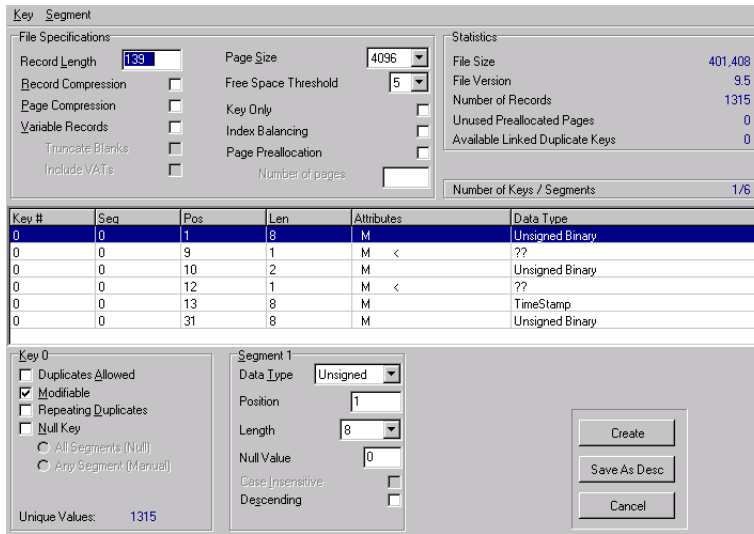 Key Segment
File Specifications
Record Length 139
Record Compression
Page Compression
Variable Records
Truncate Blanks
Include VATs
Page Size 4096
Free Space Threshold 5
Key Only
Index Balancing
Page Preallocation
Number of pages
Statistics
File Size 401,408
File Version 9.5
Number of Records 1315
Unused Preallocated Pages 0
Available Linked Duplicate Keys 0
Number of Keys / Segments 1/6
Key # Seg Pos Len Attributes Data Type
0 0 1 8 M Unsigned Binary
0 0 9 1 M < ??
0 0 10 2 M Unsigned Binary
0 0 12 1 M < ??
0 0 13 8 M TimeStamp
0 0 31 8 M Unsigned Binary
Key 0
Duplicates Allowed
Modifiable
Repeating Duplicates
Null Key
All Segments (Null)
Any Segment (Manual)
Unique Values: 1315
Segment 1
Data Type Unsigned
Position 1
Length 8
Null Value 0
Case Insensitive
Descending
Create
Save As Desc
Cancel